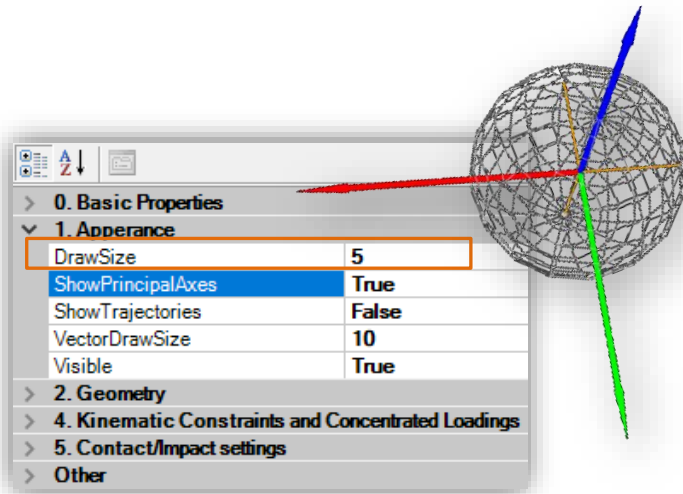 A
Z
> 0. Basic Properties
1. Apperance
DrawSize 5
ShowPrincipalAxes True
ShowTrajectories False
VectorDrawSize 10
Visible True
> 2. Geometry
> 4. Kinematic Constraints and Concentrated Loadings
> 5. Contact/Impact settings
> Other